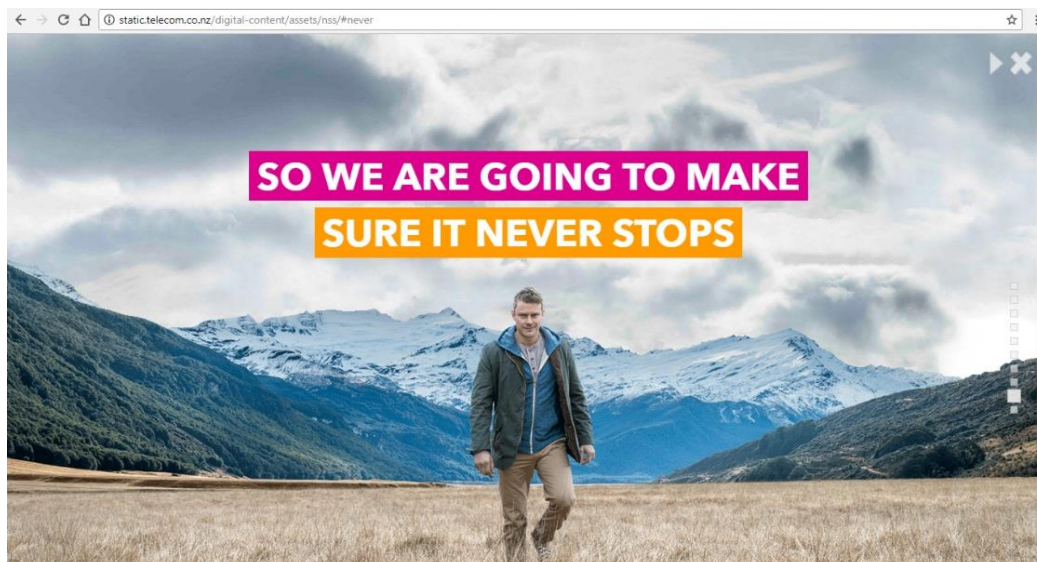 static.telecom.co.nz/digital-content/assets/nss/#never
SO WE ARE GOING TO MAKE
SURE IT NEVER STOPS